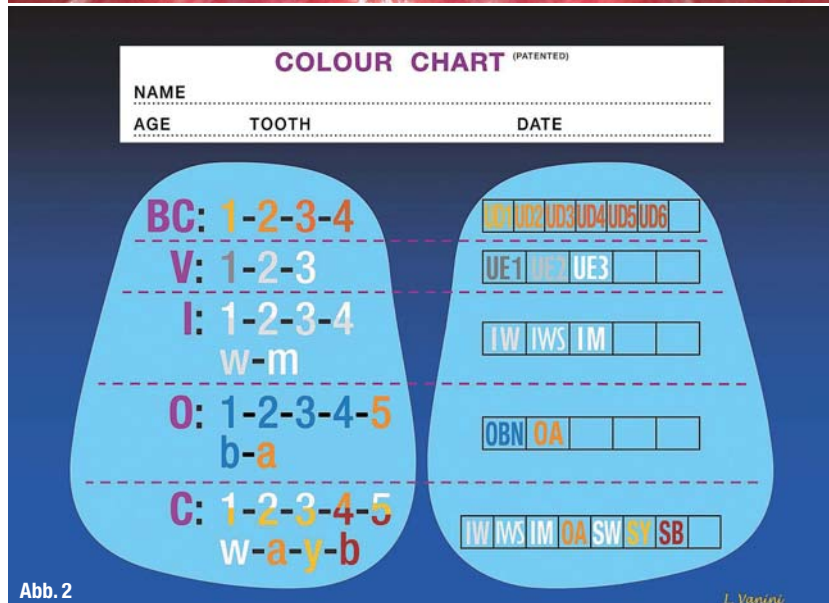 COLOUR CHART (PATENTED)
NAME
AGE TOOTH DATE
BC: 1-2-3-4
UD1 UD2 UD3 UD4 UD5 UD6
V: 1-2-3
UE1 UE2 UE3
I: 1-2-3-4
w-m
IW IWS IM
O: 1-2-3-4-5
b-a
OBN OA
C: 1-2-3-4-5
w-a-y-b
IW IWS IM OA SW SY SB
Abb. 2
L. Vanini